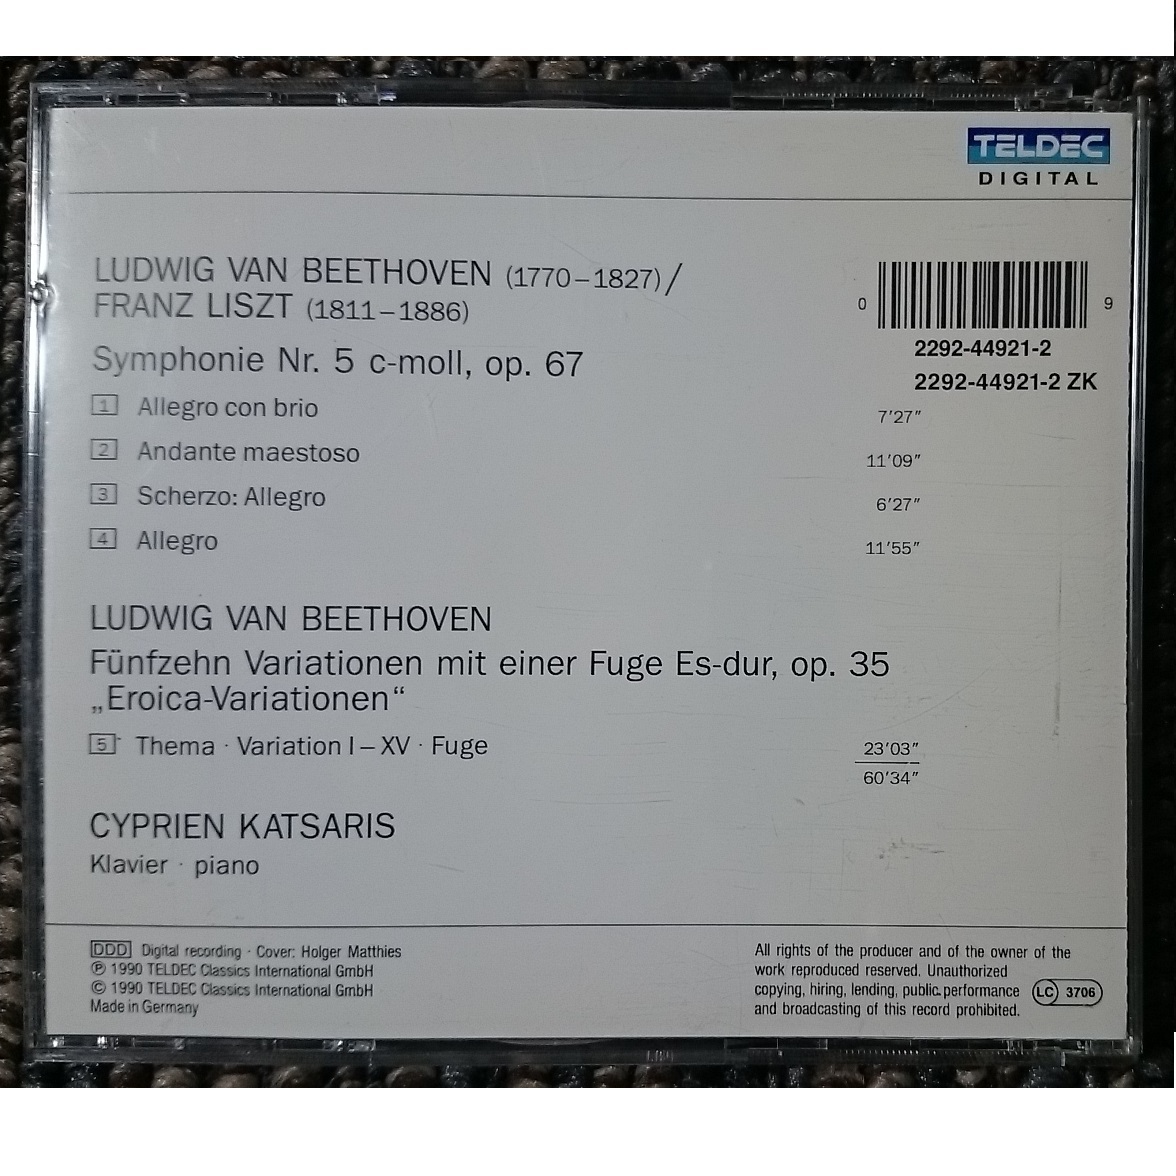 TELDEC
DIGITAL
LUDWIG VAN BEETHOVEN (1770–1827)/
FRANZ LISZT (1811–1886)
0 9
2292-44921-2
2292-44921-2 ZK
Symphonie Nr. 5 c-moll, op. 67
1 Allegro con brio 7'27"
2 Andante maestoso 11'09"
3 Scherzo: Allegro 6'27"
4 Allegro 11'55"
LUDWIG VAN BEETHOVEN
Fünfzehn Variationen mit einer Fuge Es-dur, op. 35
„Eroica-Variationen“
5 Thema · Variation I – XV · Fuge 23'03"
60'34"
CYPRIEN KATSARIS
Klavier · piano
DDD Digital recording · Cover: Holger Matthies
℗ 1990 TELDEC Classics International GmbH
© 1990 TELDEC Classics International GmbH
Made in Germany
All rights of the producer and of the owner of the
work reproduced reserved. Unauthorized
copying, hiring, lending, public performance
and broadcasting of this record prohibited.
LC 3706